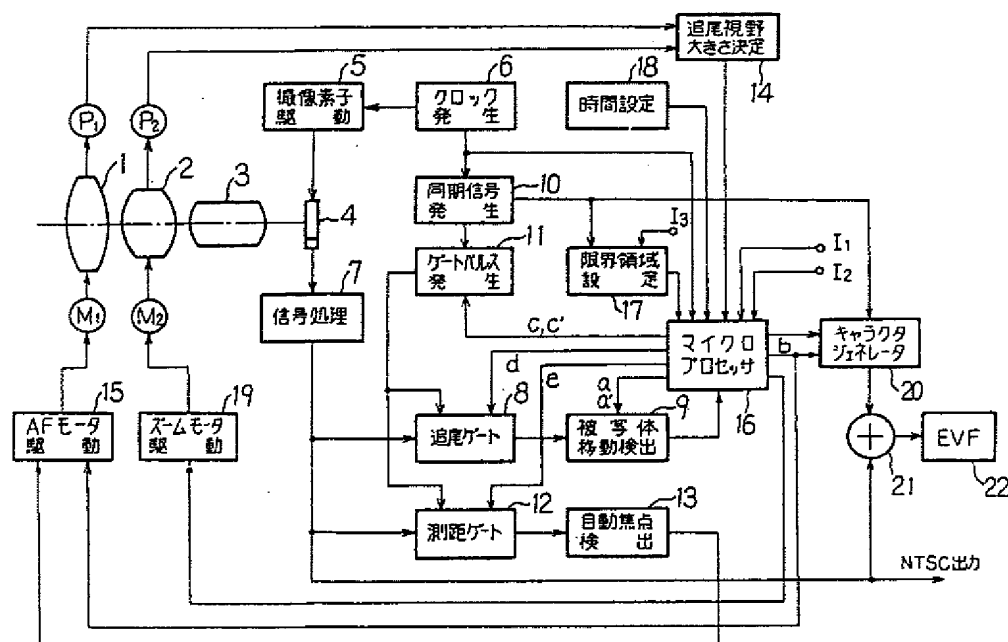 追尾視野
大きさ決定
14
5
6
18
撮像素子
駆動
クロック
発生
時間設定
P1
P2
1
2
3
4
10
同期信号
発生
I3
11
ゲートパルス
発生
限界領域
設定
17
I1
I2
7
信号処理
c, c'
マイクロ
プロセッサ
16
b
キャラクタ
ジェネレータ
20
M1
M2
d
e
a
a'
15
19
8
9
AFモータ
駆動
ズームモータ
駆動
追尾ゲート
被写体
移動検出
+
21
EVF
22
12
13
測距ゲート
自動焦点
検出
NTSC出力